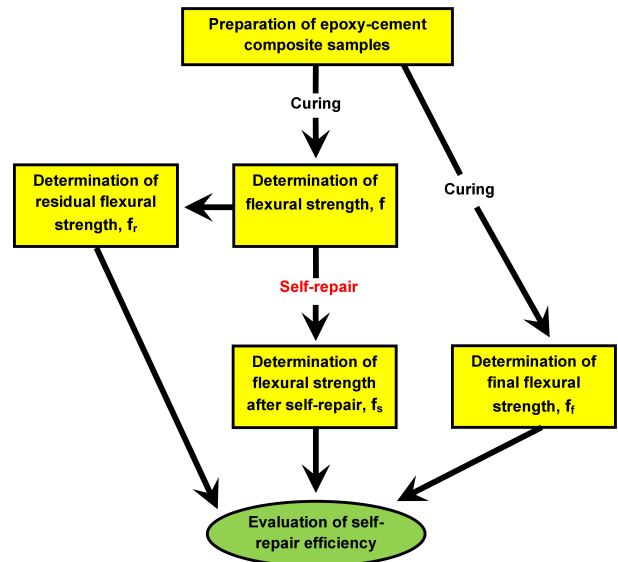 Preparation of epoxy-cement
composite samples
Curing
Determination of
residual flexural
strength, fr
Determination of
flexural strength, f
Curing
Self-repair
Determination of
flexural strength
after self-repair, fs
Determination of
final flexural
strength, ff
Evaluation of self-
repair efficiency